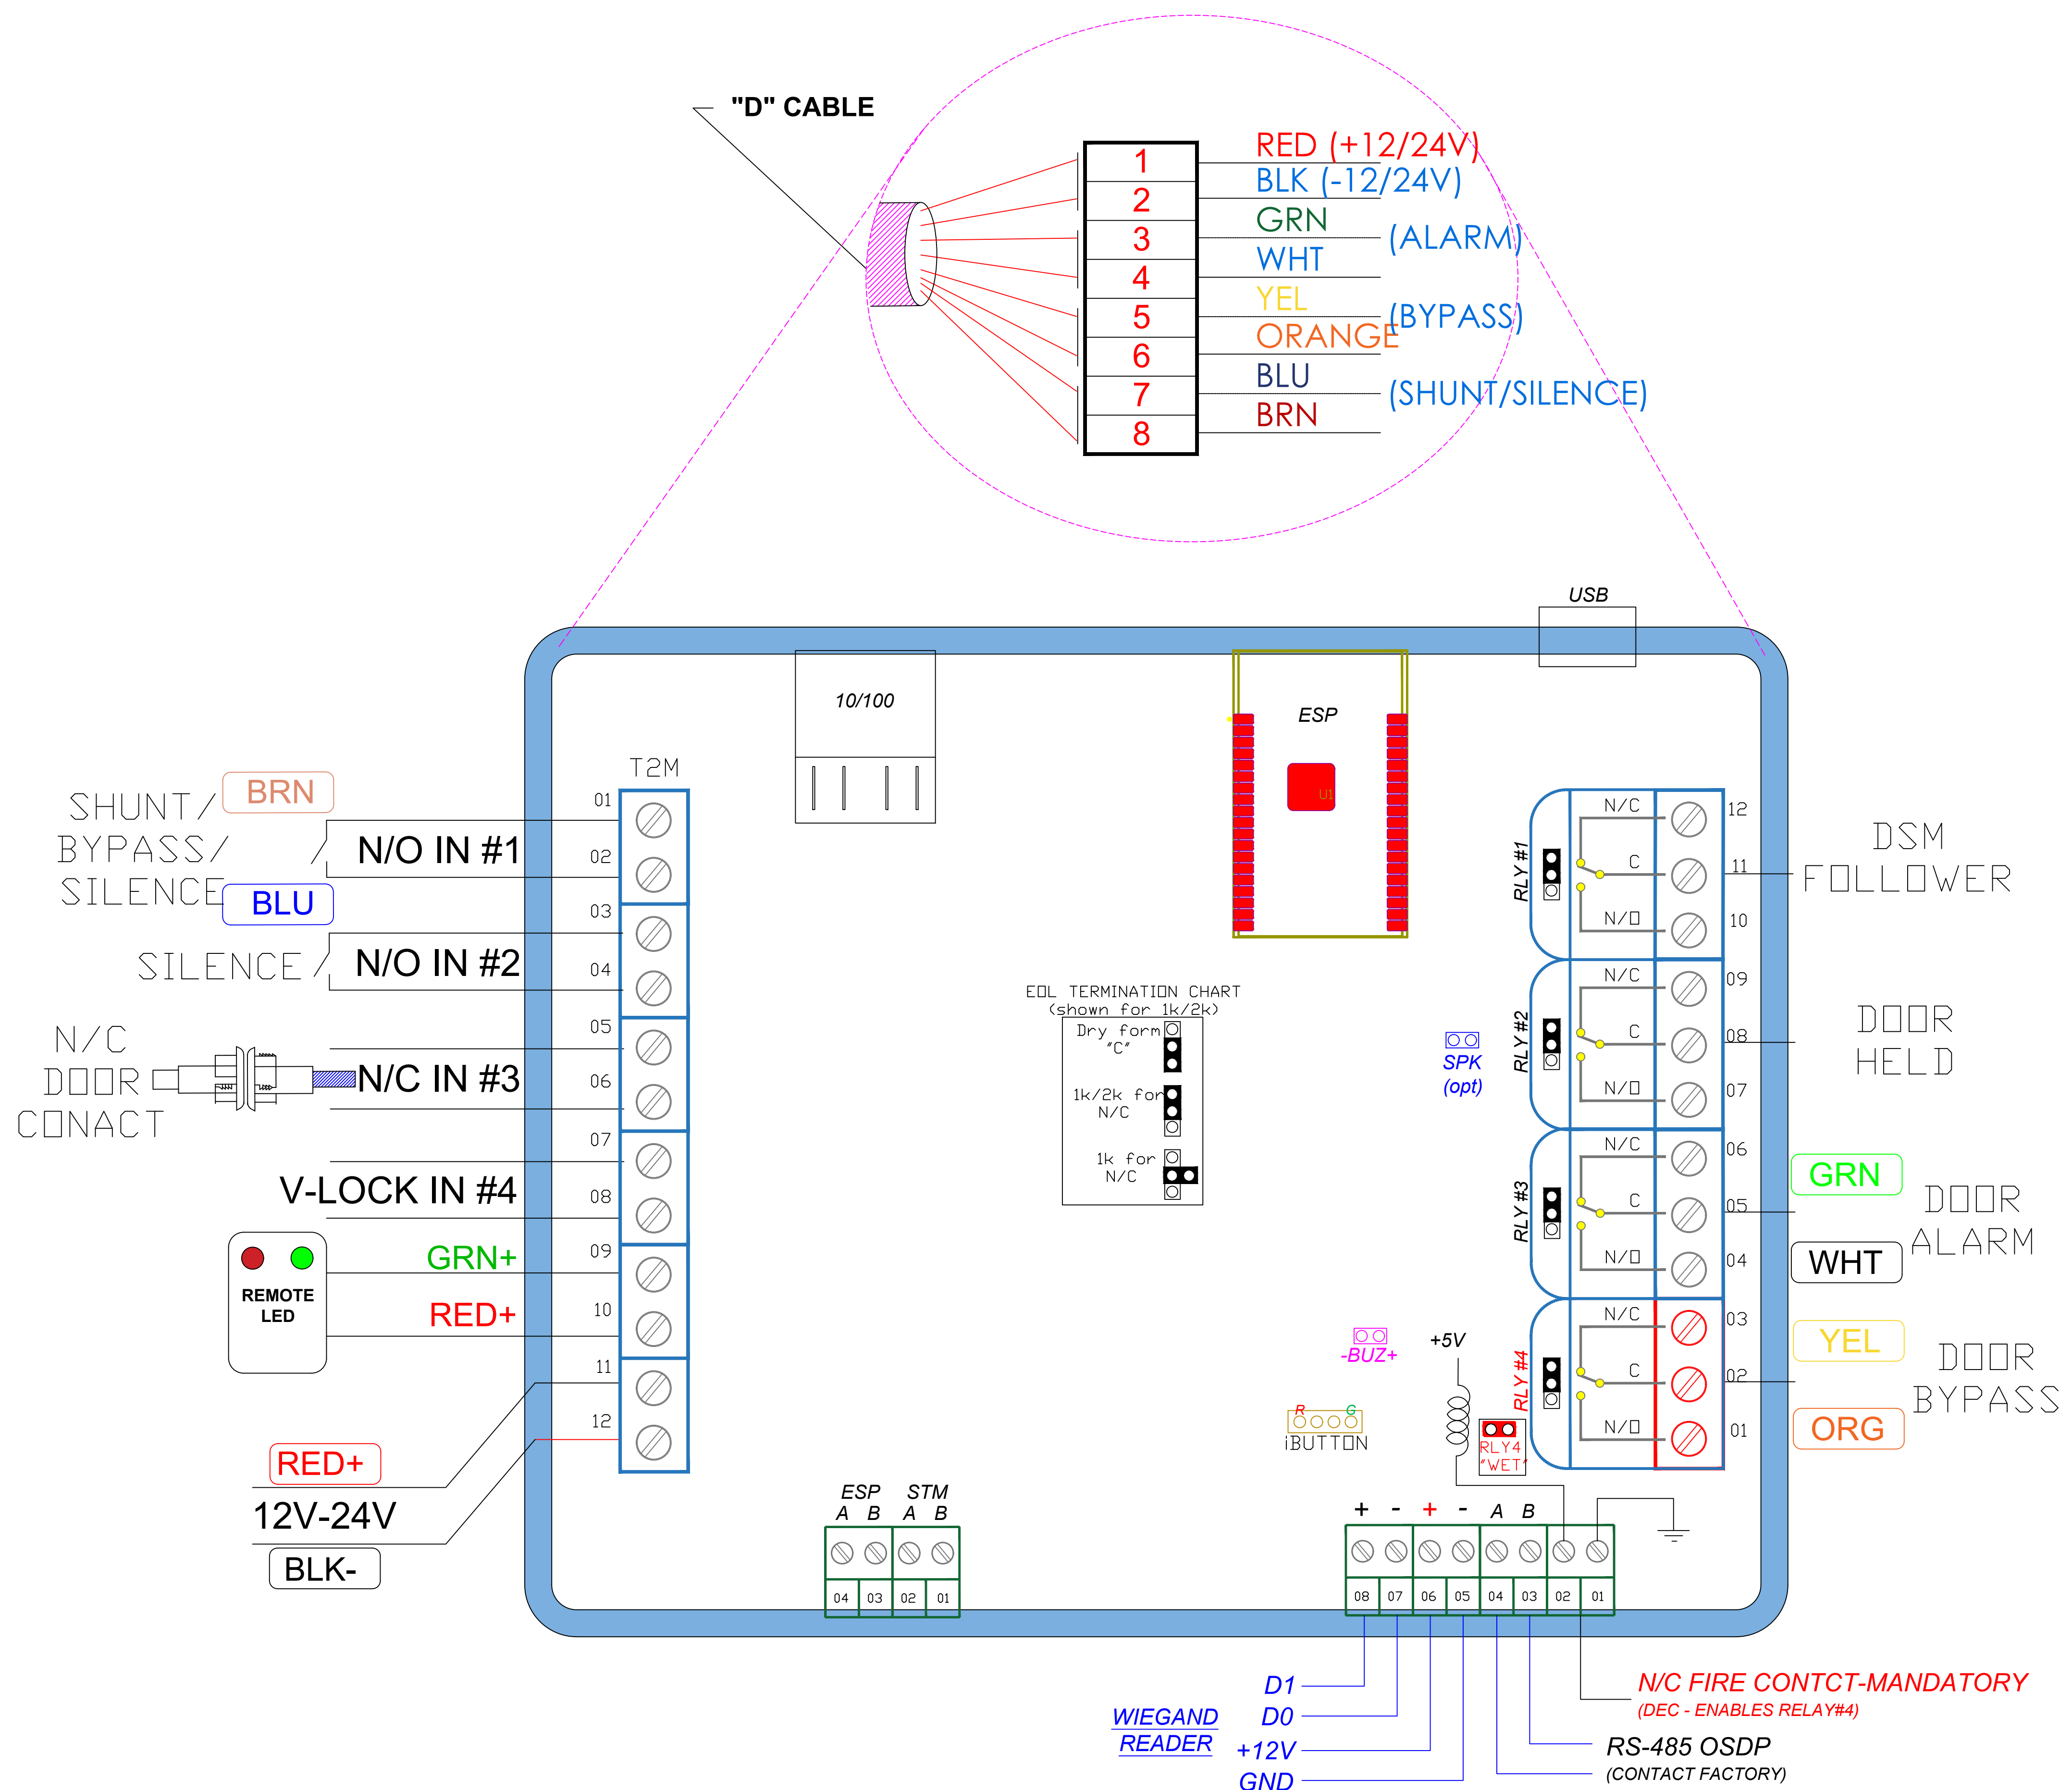 "D" CABLE
1
2
3
4
5
6
7
8
RED (+12/24V)
BLK (-12/24V)
GRN
(ALARM)
WHT
YEL
(BYPASS)
ORANGE
BLU
(SHUNT/SILENCE)
BRN
USB
10/100
ESP
U1
T2M
SHUNT/
BYPASS/
SILENCE
BRN
BLU
N/O IN #1
SILENCE
N/O IN #2
N/C
DOOR
CONACT
N/C IN #3
V-LOCK IN #4
REMOTE
LED
GRN+
RED+
RED+
12V-24V
BLK-
01
02
03
04
05
06
07
08
09
10
11
12
EOL TERMINATION CHART
(shown for 1k/2k)
Dry form
"C"
1k/2k for
N/C
1k for
N/C
SPK
(opt)
-BUZ+
R G
iBUTTON
+5V
RLY4
"WET"
RLY #1
N/C
C
N/O
12
11
10
DSM
FOLLOWER
RLY #2
N/C
C
N/O
09
08
07
DOOR
HELD
RLY #3
N/C
C
N/O
06
05
04
GRN
DOOR
ALARM
WHT
RLY #4
N/C
C
N/O
03
02
01
YEL
DOOR
BYPASS
ORG
ESP STM
A B A B
04 03 02 01
+ - + - A B
08 07 06 05 04 03 02 01
WIEGAND
READER
D1
D0
+12V
GND
N/C FIRE CONTCT-MANDATORY
(DEC - ENABLES RELAY#4)
RS-485 OSDP
(CONTACT FACTORY)